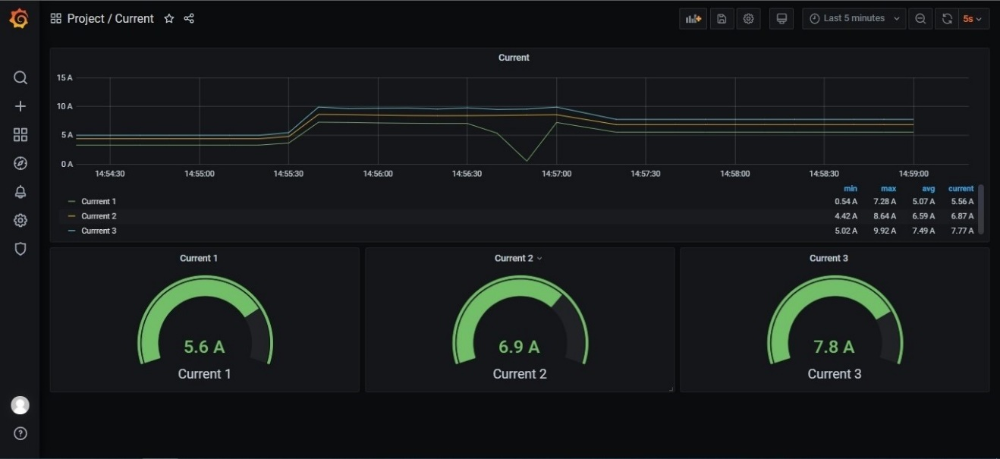 Project / Current
Last 5 minutes
5s
Current
15 A
10 A
5 A
0 A
14:54:30 14:55:00 14:55:30 14:56:00 14:56:30 14:57:00 14:57:30 14:58:00 14:58:30 14:59:00
min max avg current
Currrent 1 0.54 A 7.28 A 5.07 A 5.56 A
Currrent 2 4.42 A 8.64 A 6.59 A 6.87 A
Currrent 3 5.02 A 9.92 A 7.49 A 7.77 A
Current 1
5.6 A
Current 1
Current 2
6.9 A
Current 2
Current 3
7.8 A
Current 3